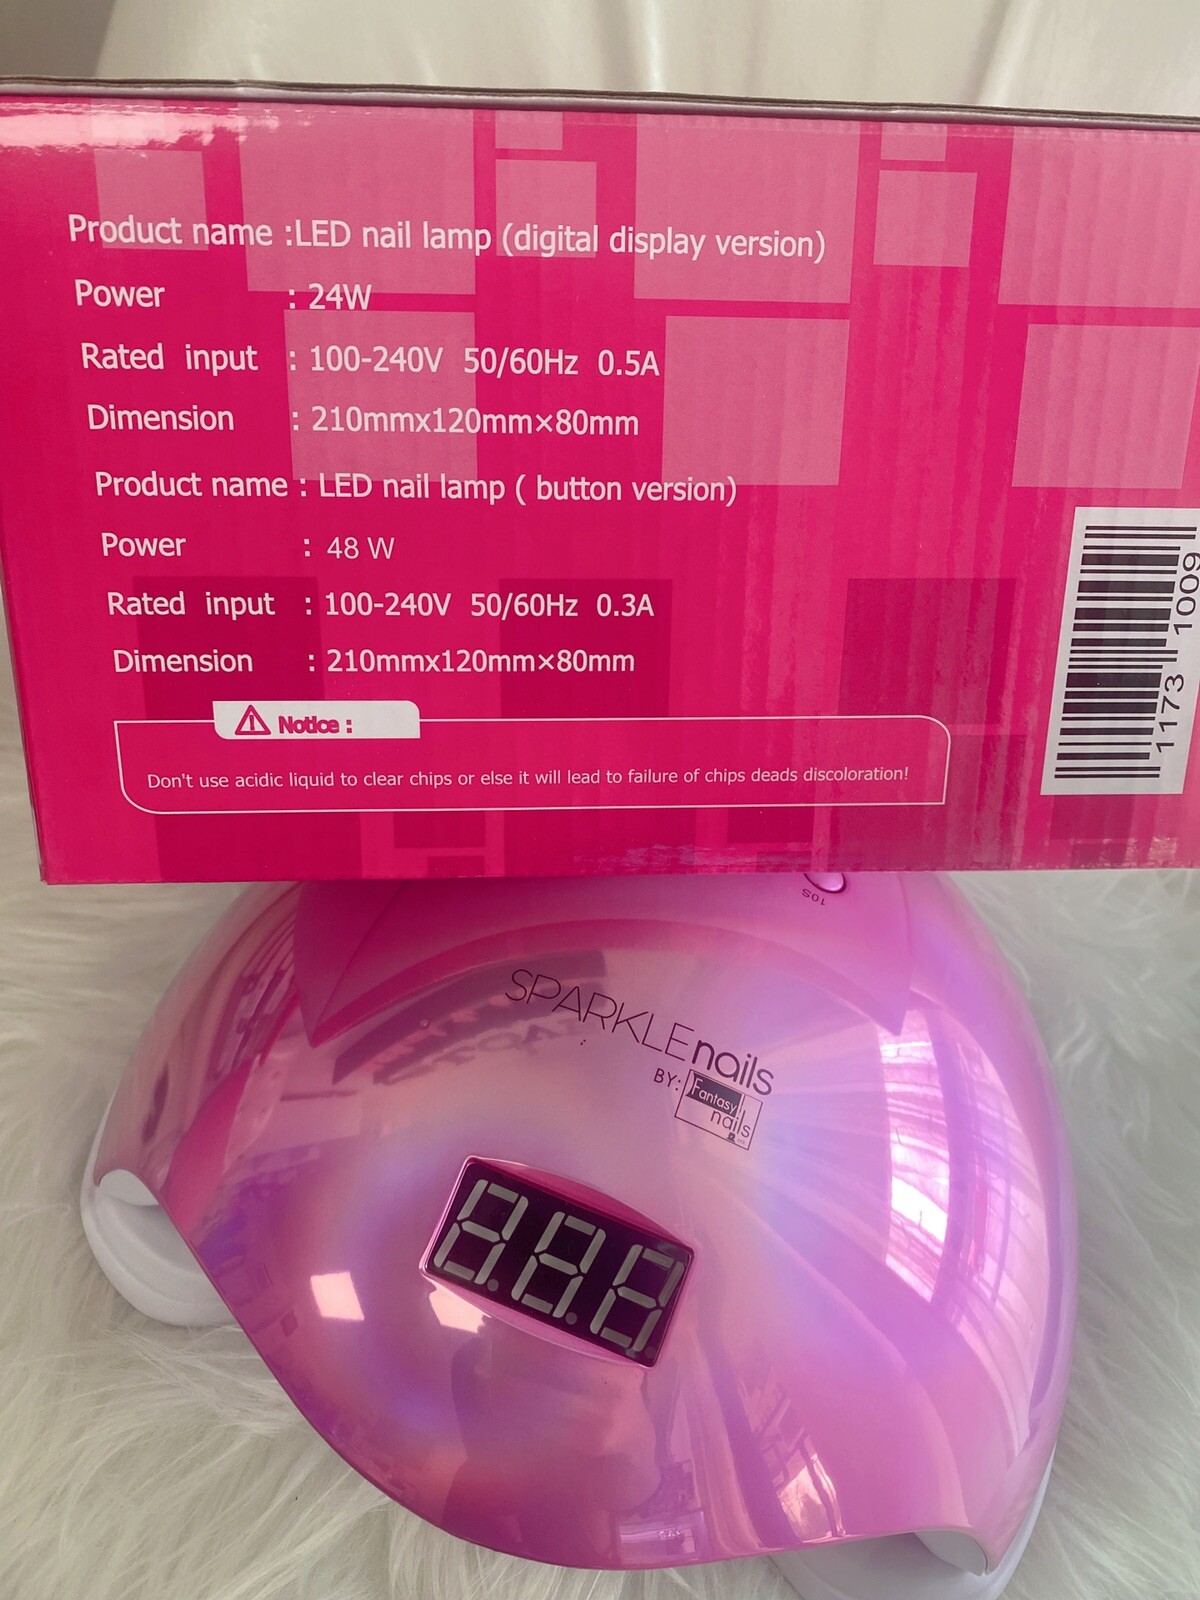 Product name :LED nail lamp (digital display version)
Power : 24W
Rated input : 100-240V 50/60Hz 0.5A
Dimension : 210mmx120mm×80mm
Product name : LED nail lamp ( button version)
Power : 48 W
Rated input : 100-240V 50/60Hz 0.3A
Dimension : 210mmx120mm×80mm
Notice :
Don't use acidic liquid to clear chips or else it will lead to failure of chips deads discoloration!
1173 1009
10S
SPARKLEnails
BY: Fantasy nails
8.8.8.